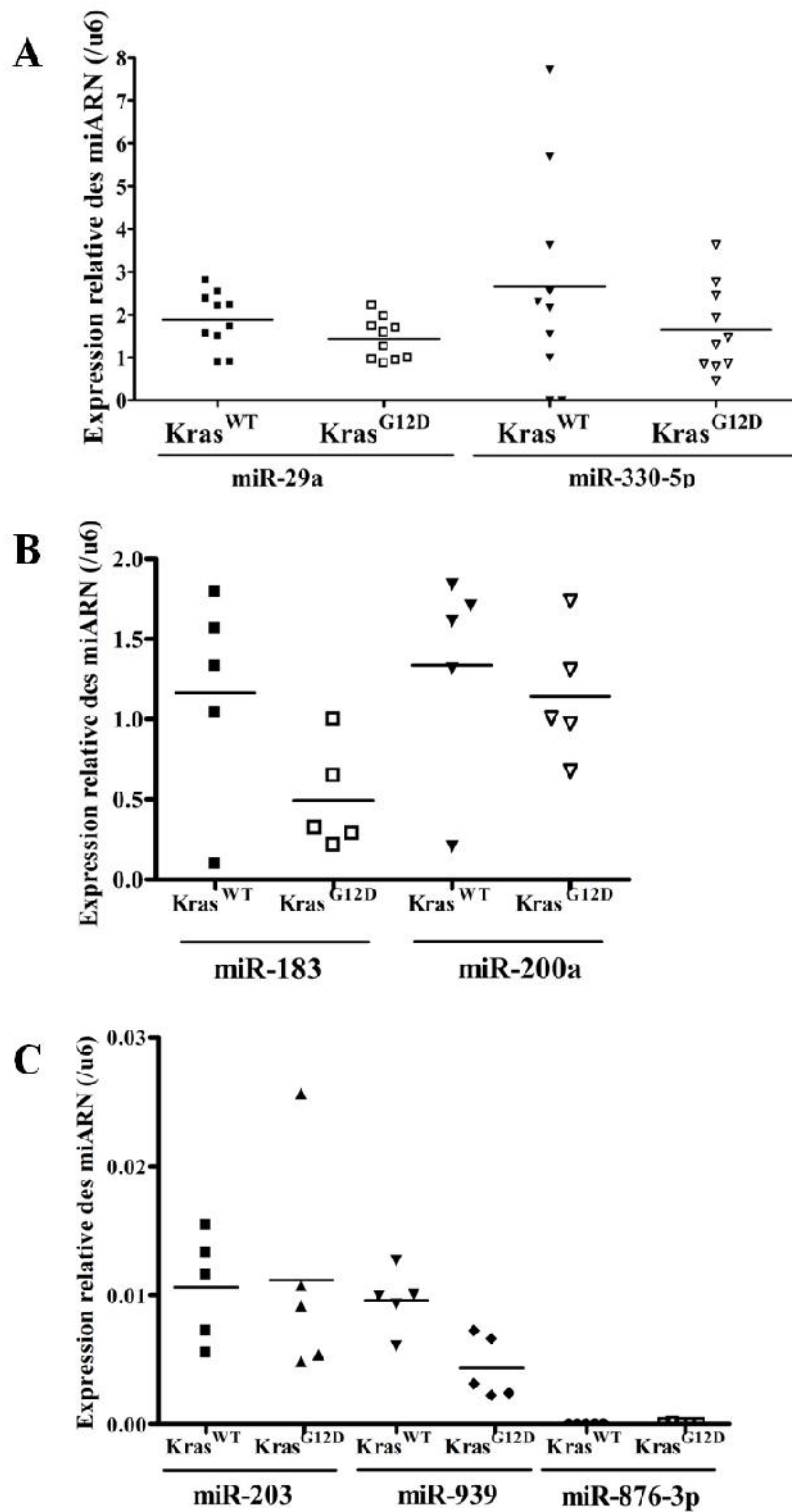 A
Expression relative des miARN (/u6)
8
7
6
5
4
3
2
1
0
Kras^WT Kras^G12D Kras^WT Kras^G12D
miR-29a miR-330-5p
B
Expression relative des miARN (/u6)
2.0
1.5
1.0
0.5
0.0
Kras^WT Kras^G12D Kras^WT Kras^G12D
miR-183 miR-200a
C
Expression relative des miARN (/u6)
0.03
0.02
0.01
0.00
Kras^WT Kras^G12D Kras^WT Kras^G12D Kras^WT Kras^G12D
miR-203 miR-939 miR-876-3p